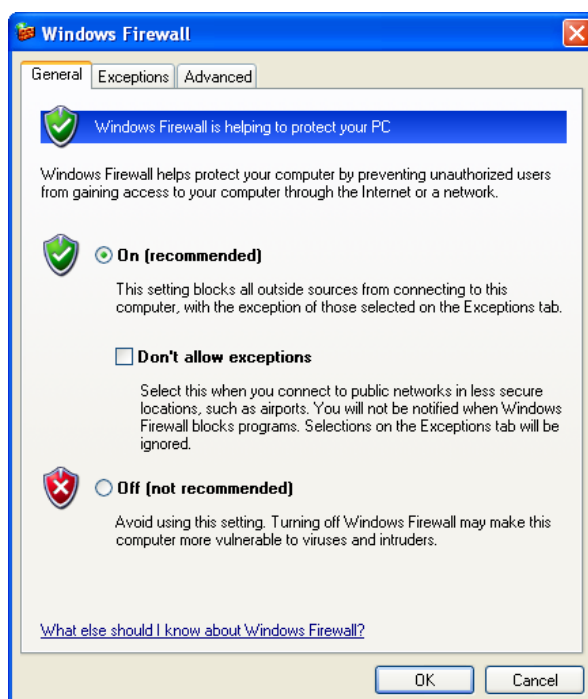 Windows Firewall
General Exceptions Advanced
Windows Firewall is helping to protect your PC
Windows Firewall helps protect your computer by preventing unauthorized users
from gaining access to your computer through the Internet or a network.
On (recommended)
This setting blocks all outside sources from connecting to this
computer, with the exception of those selected on the Exceptions tab.
Don't allow exceptions
Select this when you connect to public networks in less secure
locations, such as airports. You will not be notified when Windows
Firewall blocks programs. Selections on the Exceptions tab will be
ignored.
Off (not recommended)
Avoid using this setting. Turning off Windows Firewall may make this
computer more vulnerable to viruses and intruders.
What else should I know about Windows Firewall?
OK Cancel